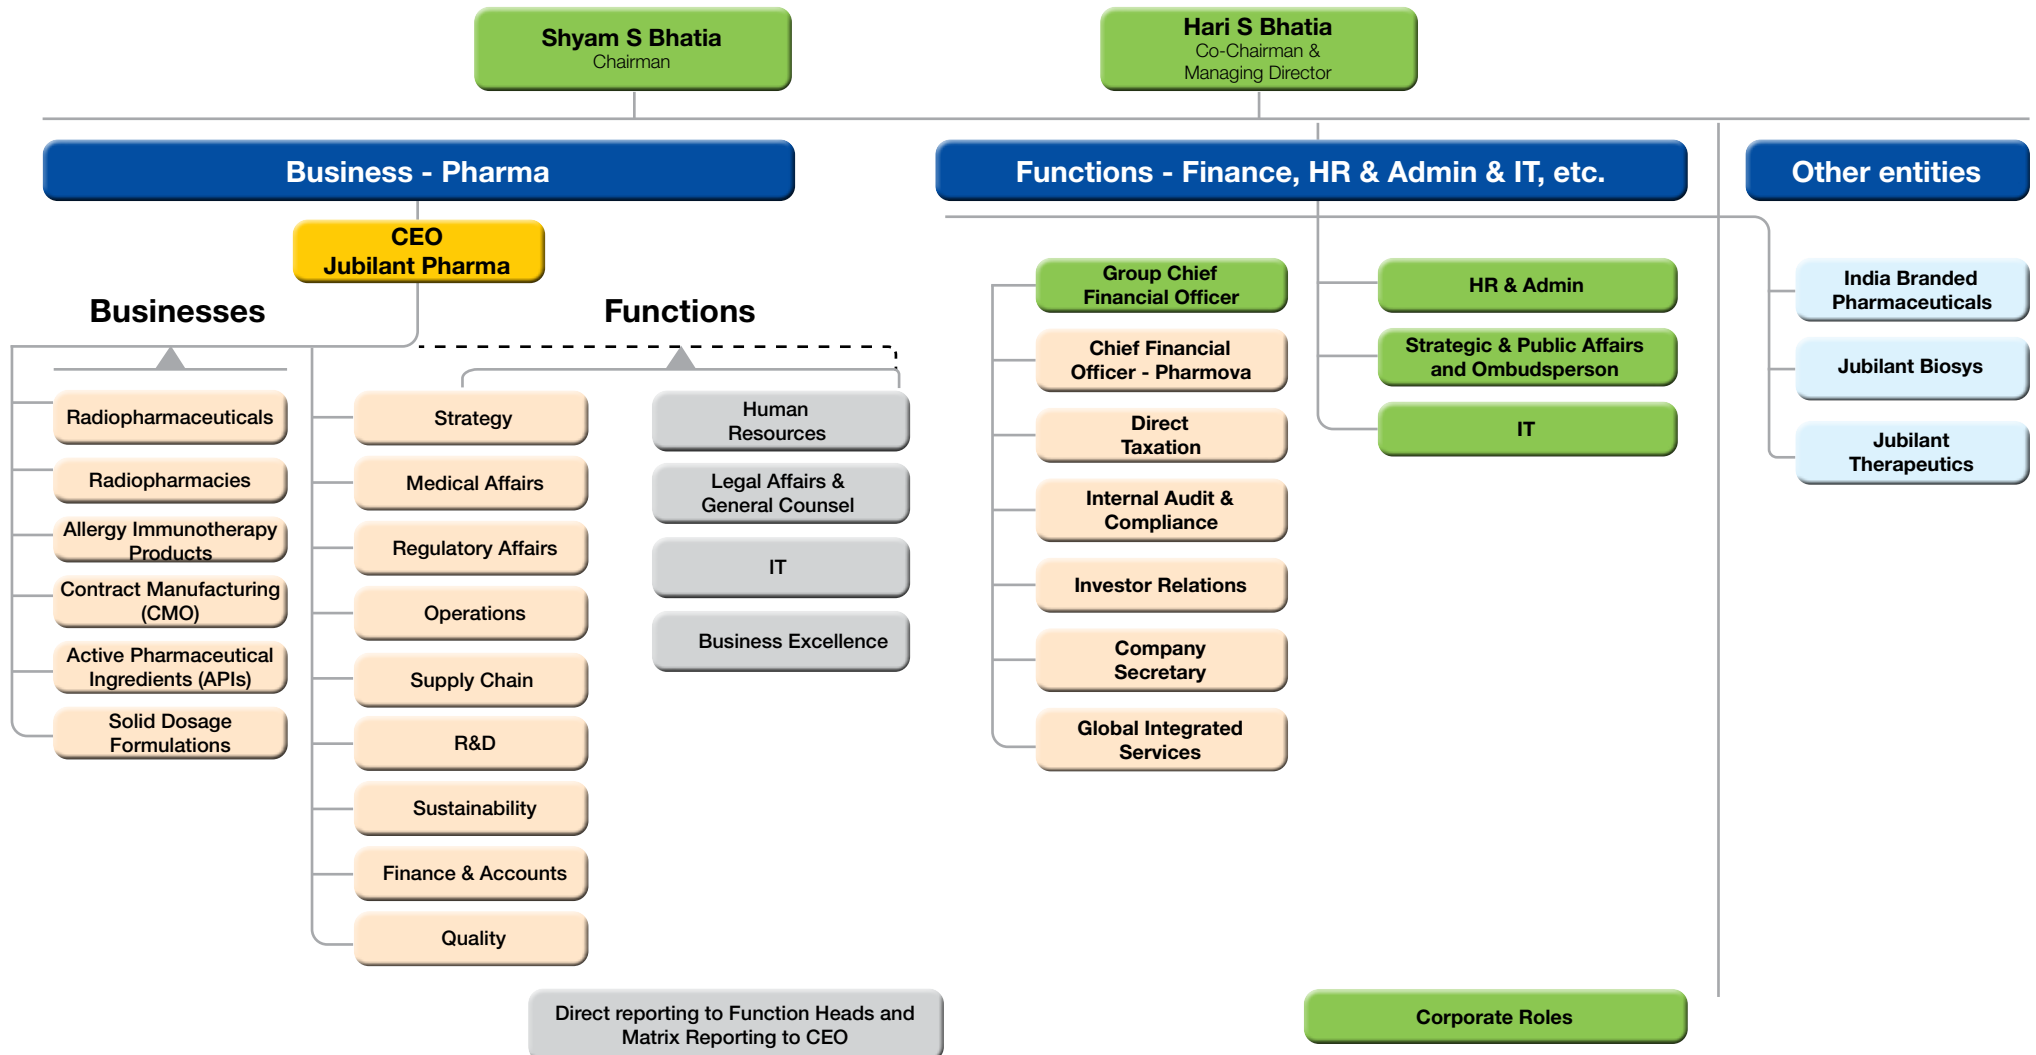 Shyam S Bhatia
Chairman
Hari S Bhatia
Co-Chairman &
Managing Director
Business - Pharma
Functions - Finance, HR & Admin & IT, etc.
Other entities
CEO
Jubilant Pharma
Businesses
Functions
Radiopharmaceuticals
Radiopharmacies
Allergy Immunotherapy
Products
Contract Manufacturing
(CMO)
Active Pharmaceutical
Ingredients (APIs)
Solid Dosage
Formulations
Strategy
Medical Affairs
Regulatory Affairs
Operations
Supply Chain
R&D
Sustainability
Finance & Accounts
Quality
Human
Resources
Legal Affairs &
General Counsel
IT
Business Excellence
Group Chief
Financial Officer
Chief Financial
Officer - Pharmova
Direct
Taxation
Internal Audit &
Compliance
Investor Relations
Company
Secretary
Global Integrated
Services
HR & Admin
Strategic & Public Affairs
and Ombudsperson
IT
India Branded
Pharmaceuticals
Jubilant Biosys
Jubilant
Therapeutics
Direct reporting to Function Heads and
Matrix Reporting to CEO
Corporate Roles